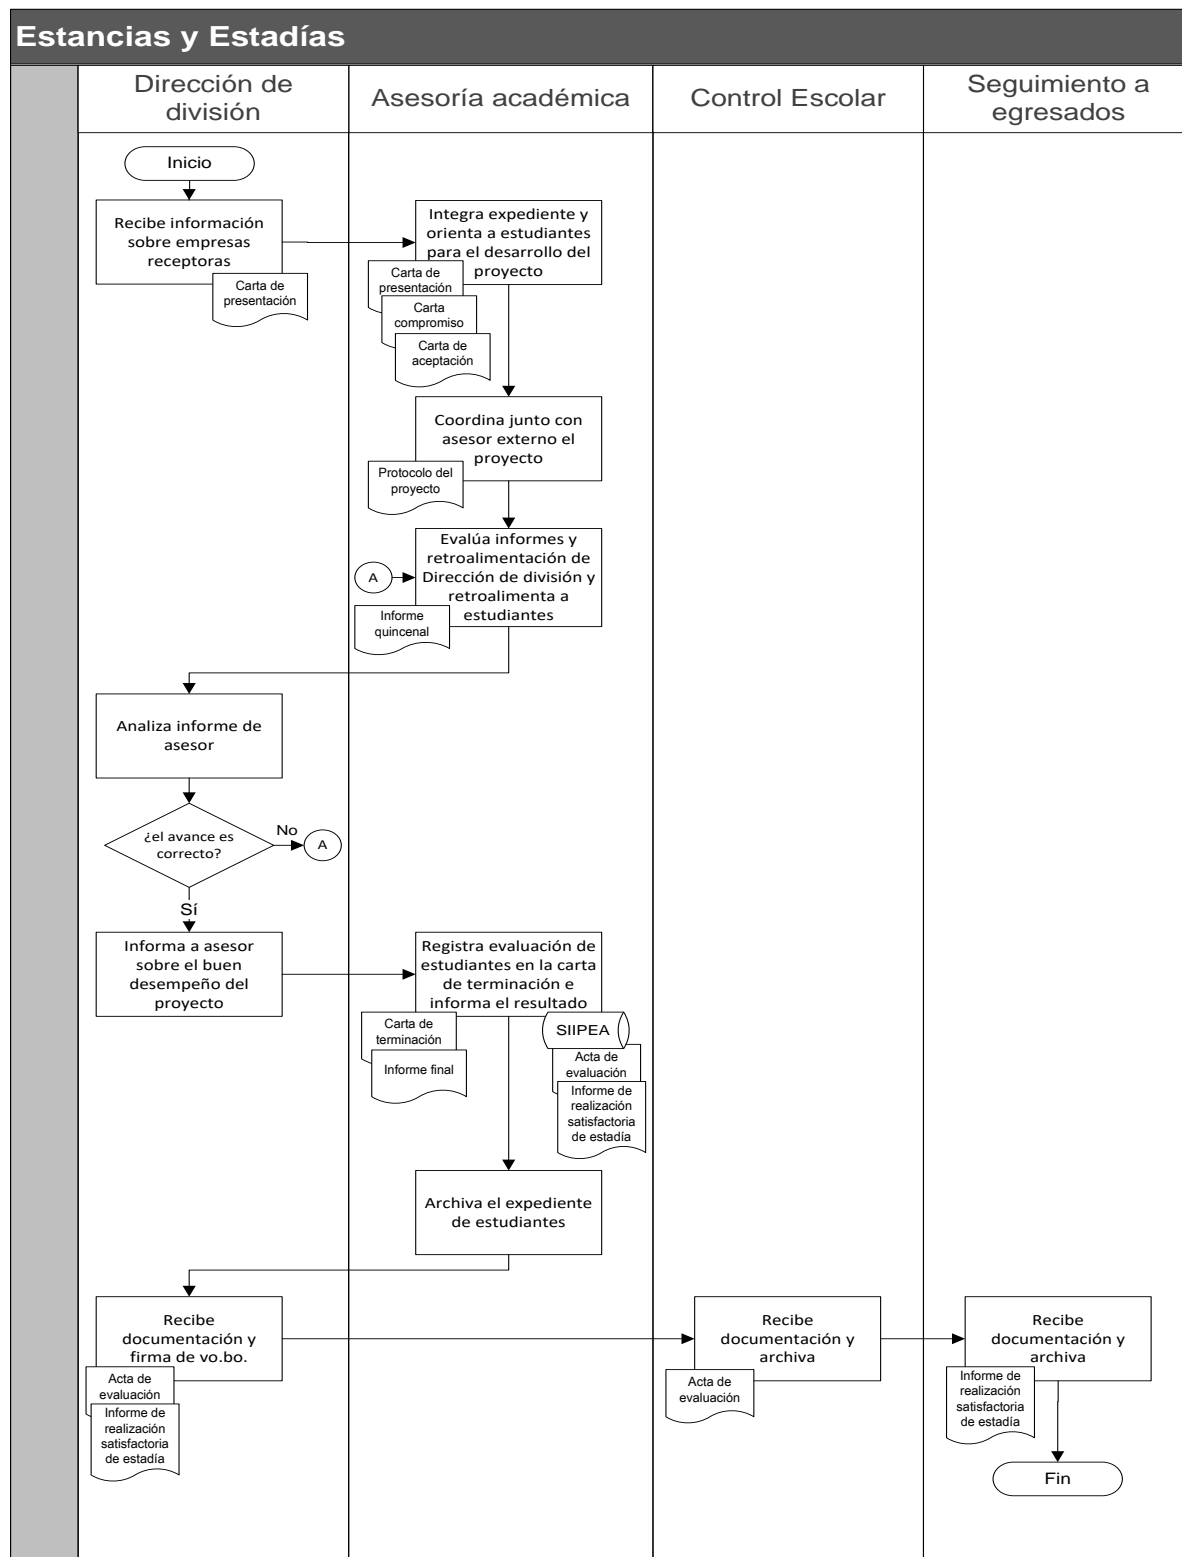 Estancias y Estadías
Dirección de
división
Asesoría académica
Control Escolar
Seguimiento a
egresados
Inicio
Recibe información
sobre empresas
receptoras
Carta de
presentación
Integra expediente y
orienta a estudiantes
para el desarrollo del
proyecto
Carta de
presentación
Carta
compromiso
Carta de
aceptación
Coordina junto con
asesor externo el
proyecto
Protocolo del
proyecto
Evalúa informes y
retroalimentación de
Dirección de división y
retroalimenta a
estudiantes
A
Informe
quincenal
Analiza informe de
asesor
¿el avance es
correcto?
No
A
Sí
Informa a asesor
sobre el buen
desempeño del
proyecto
Registra evaluación de
estudiantes en la carta
de terminación e
informa el resultado
Carta de
terminación
Informe final
SIIPEA
Acta de
evaluación
Informe de
realización
satisfactoria
de estadía
Archiva el expediente
de estudiantes
Recibe
documentación y
firma de vo.bo.
Acta de
evaluación
Informe de
realización
satisfactoria
de estadía
Recibe
documentación y
archiva
Acta de
evaluación
Recibe
documentación y
archiva
Informe de
realización
satisfactoria
de estadía
Fin